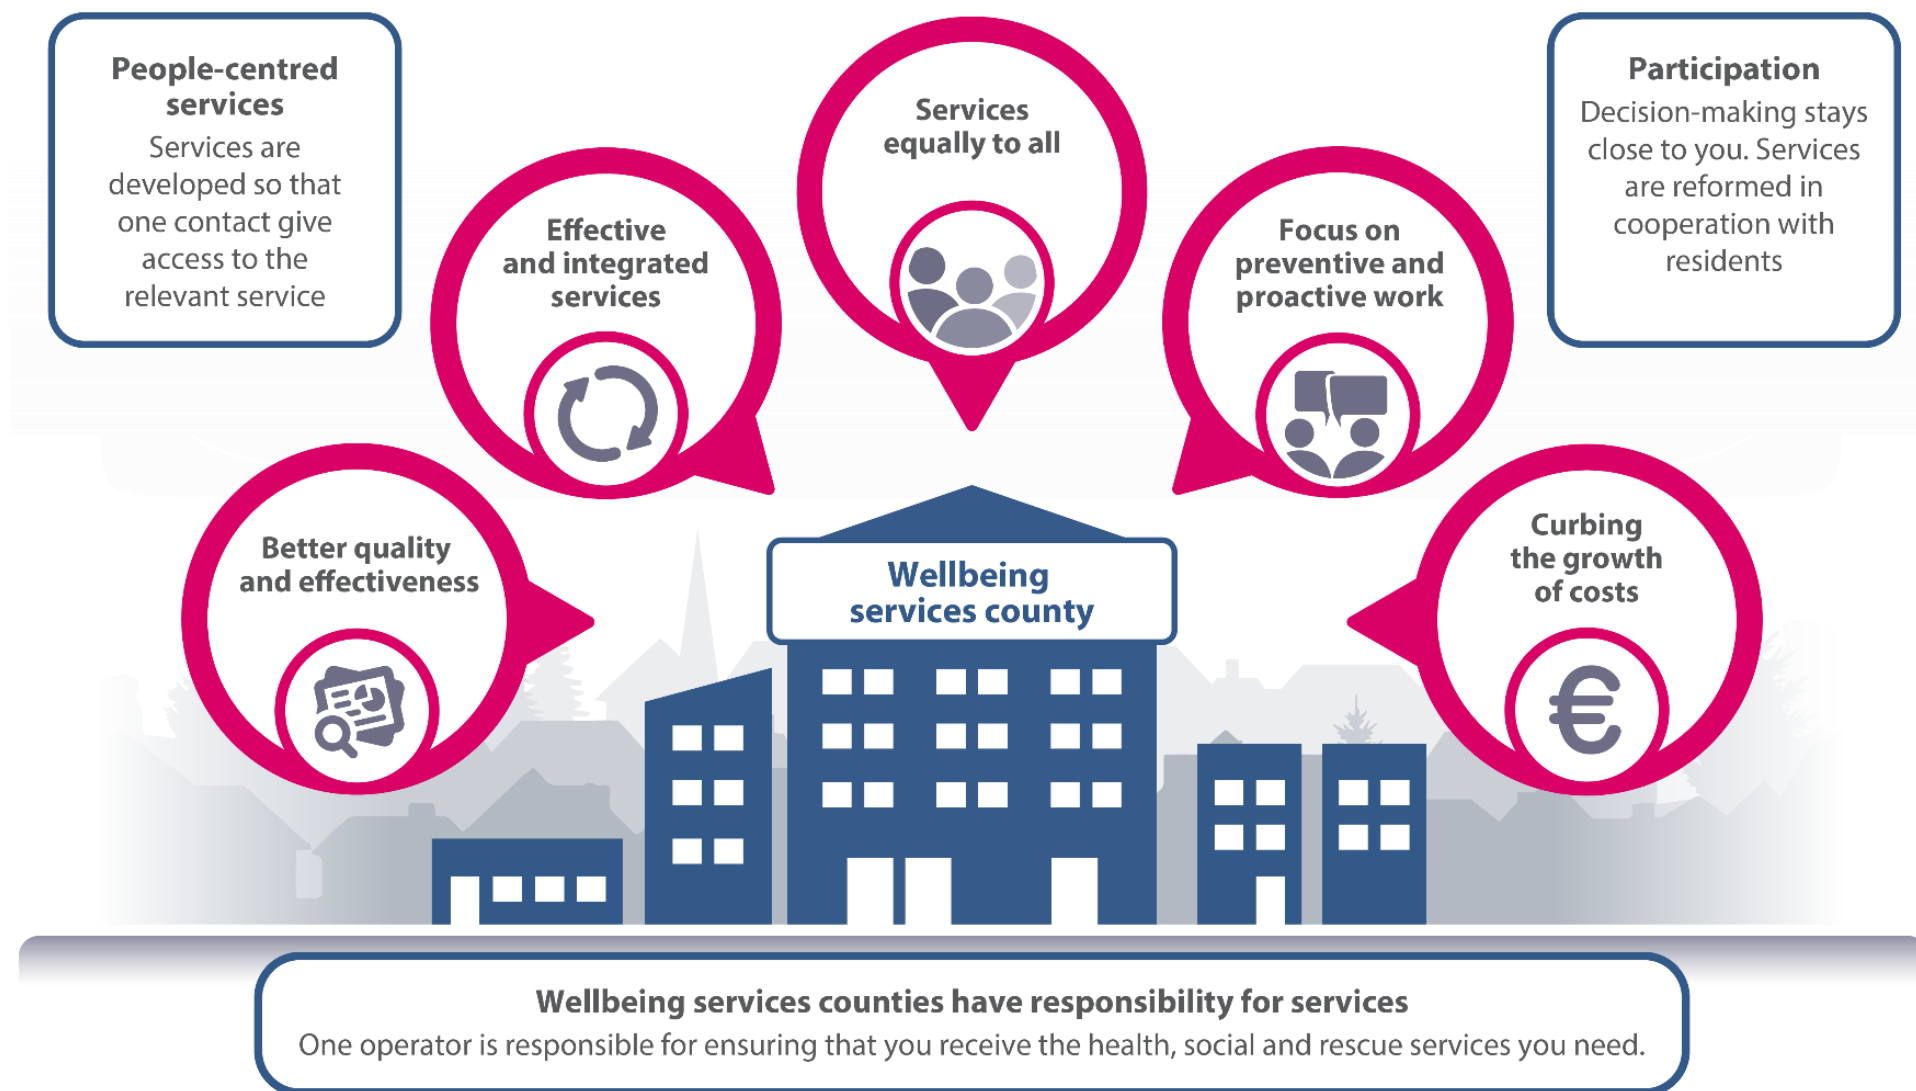 People-centred
services
Services are
developed so that
one contact give
access to the
relevant service
Effective
and integrated
services
Services
equally to all
Focus on
preventive and
proactive work
Participation
Decision-making stays
close to you. Services
are reformed in
cooperation with
residents
Better quality
and effectiveness
Wellbeing
services county
Curbing
the growth
of costs
€
Wellbeing services counties have responsibility for services
One operator is responsible for ensuring that you receive the health, social and rescue services you need.